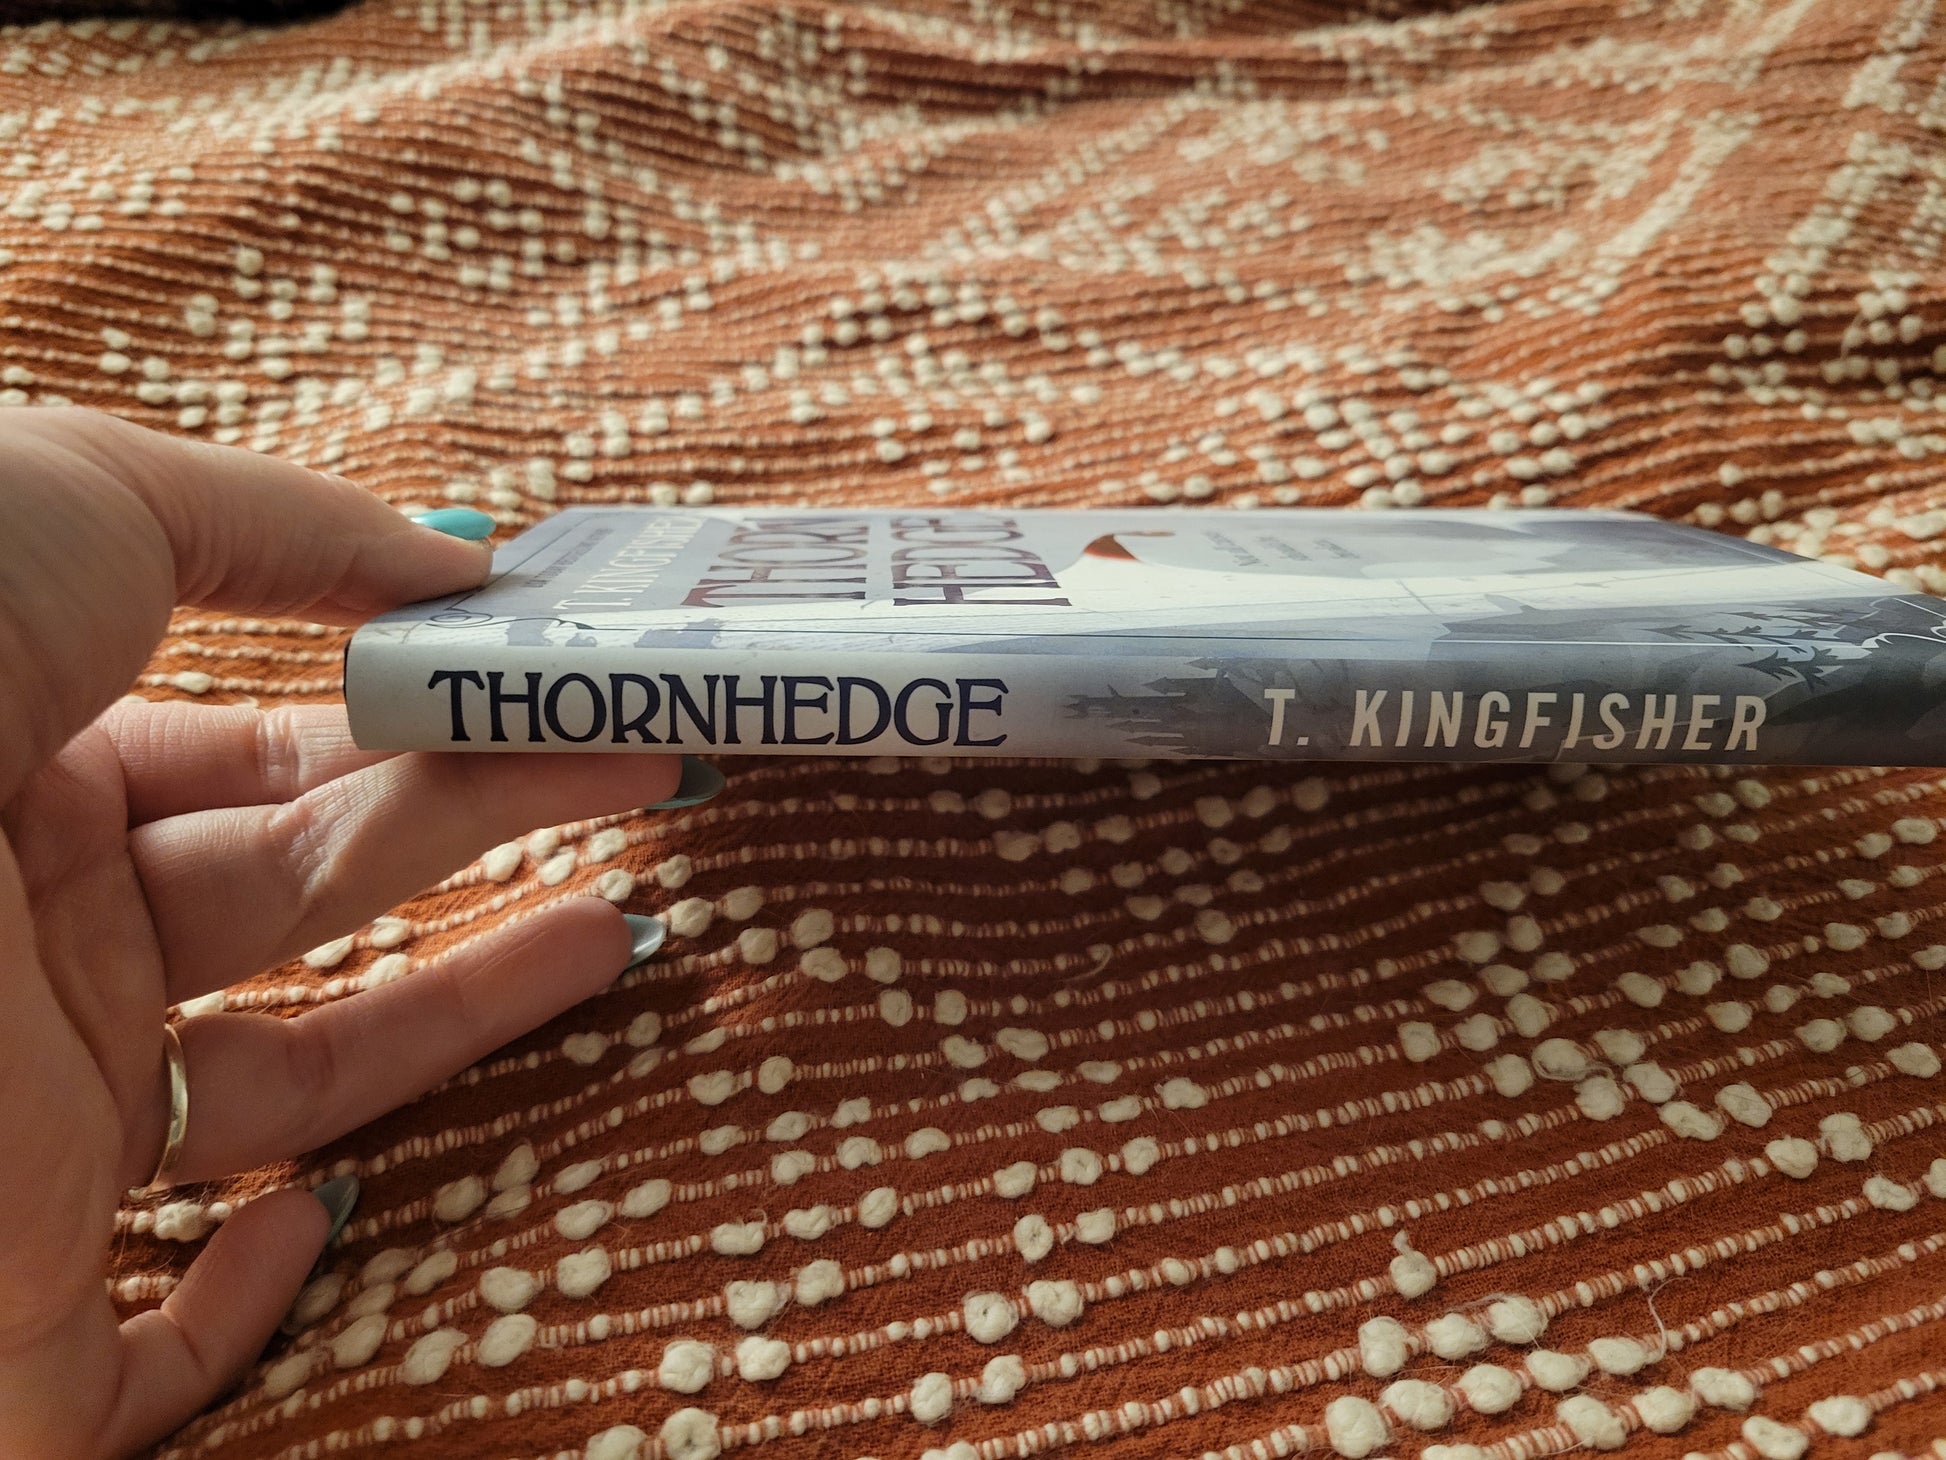 T. KINGFISHER
THORN
HEDGE
THORNHEDGE
T. KINGFISHER